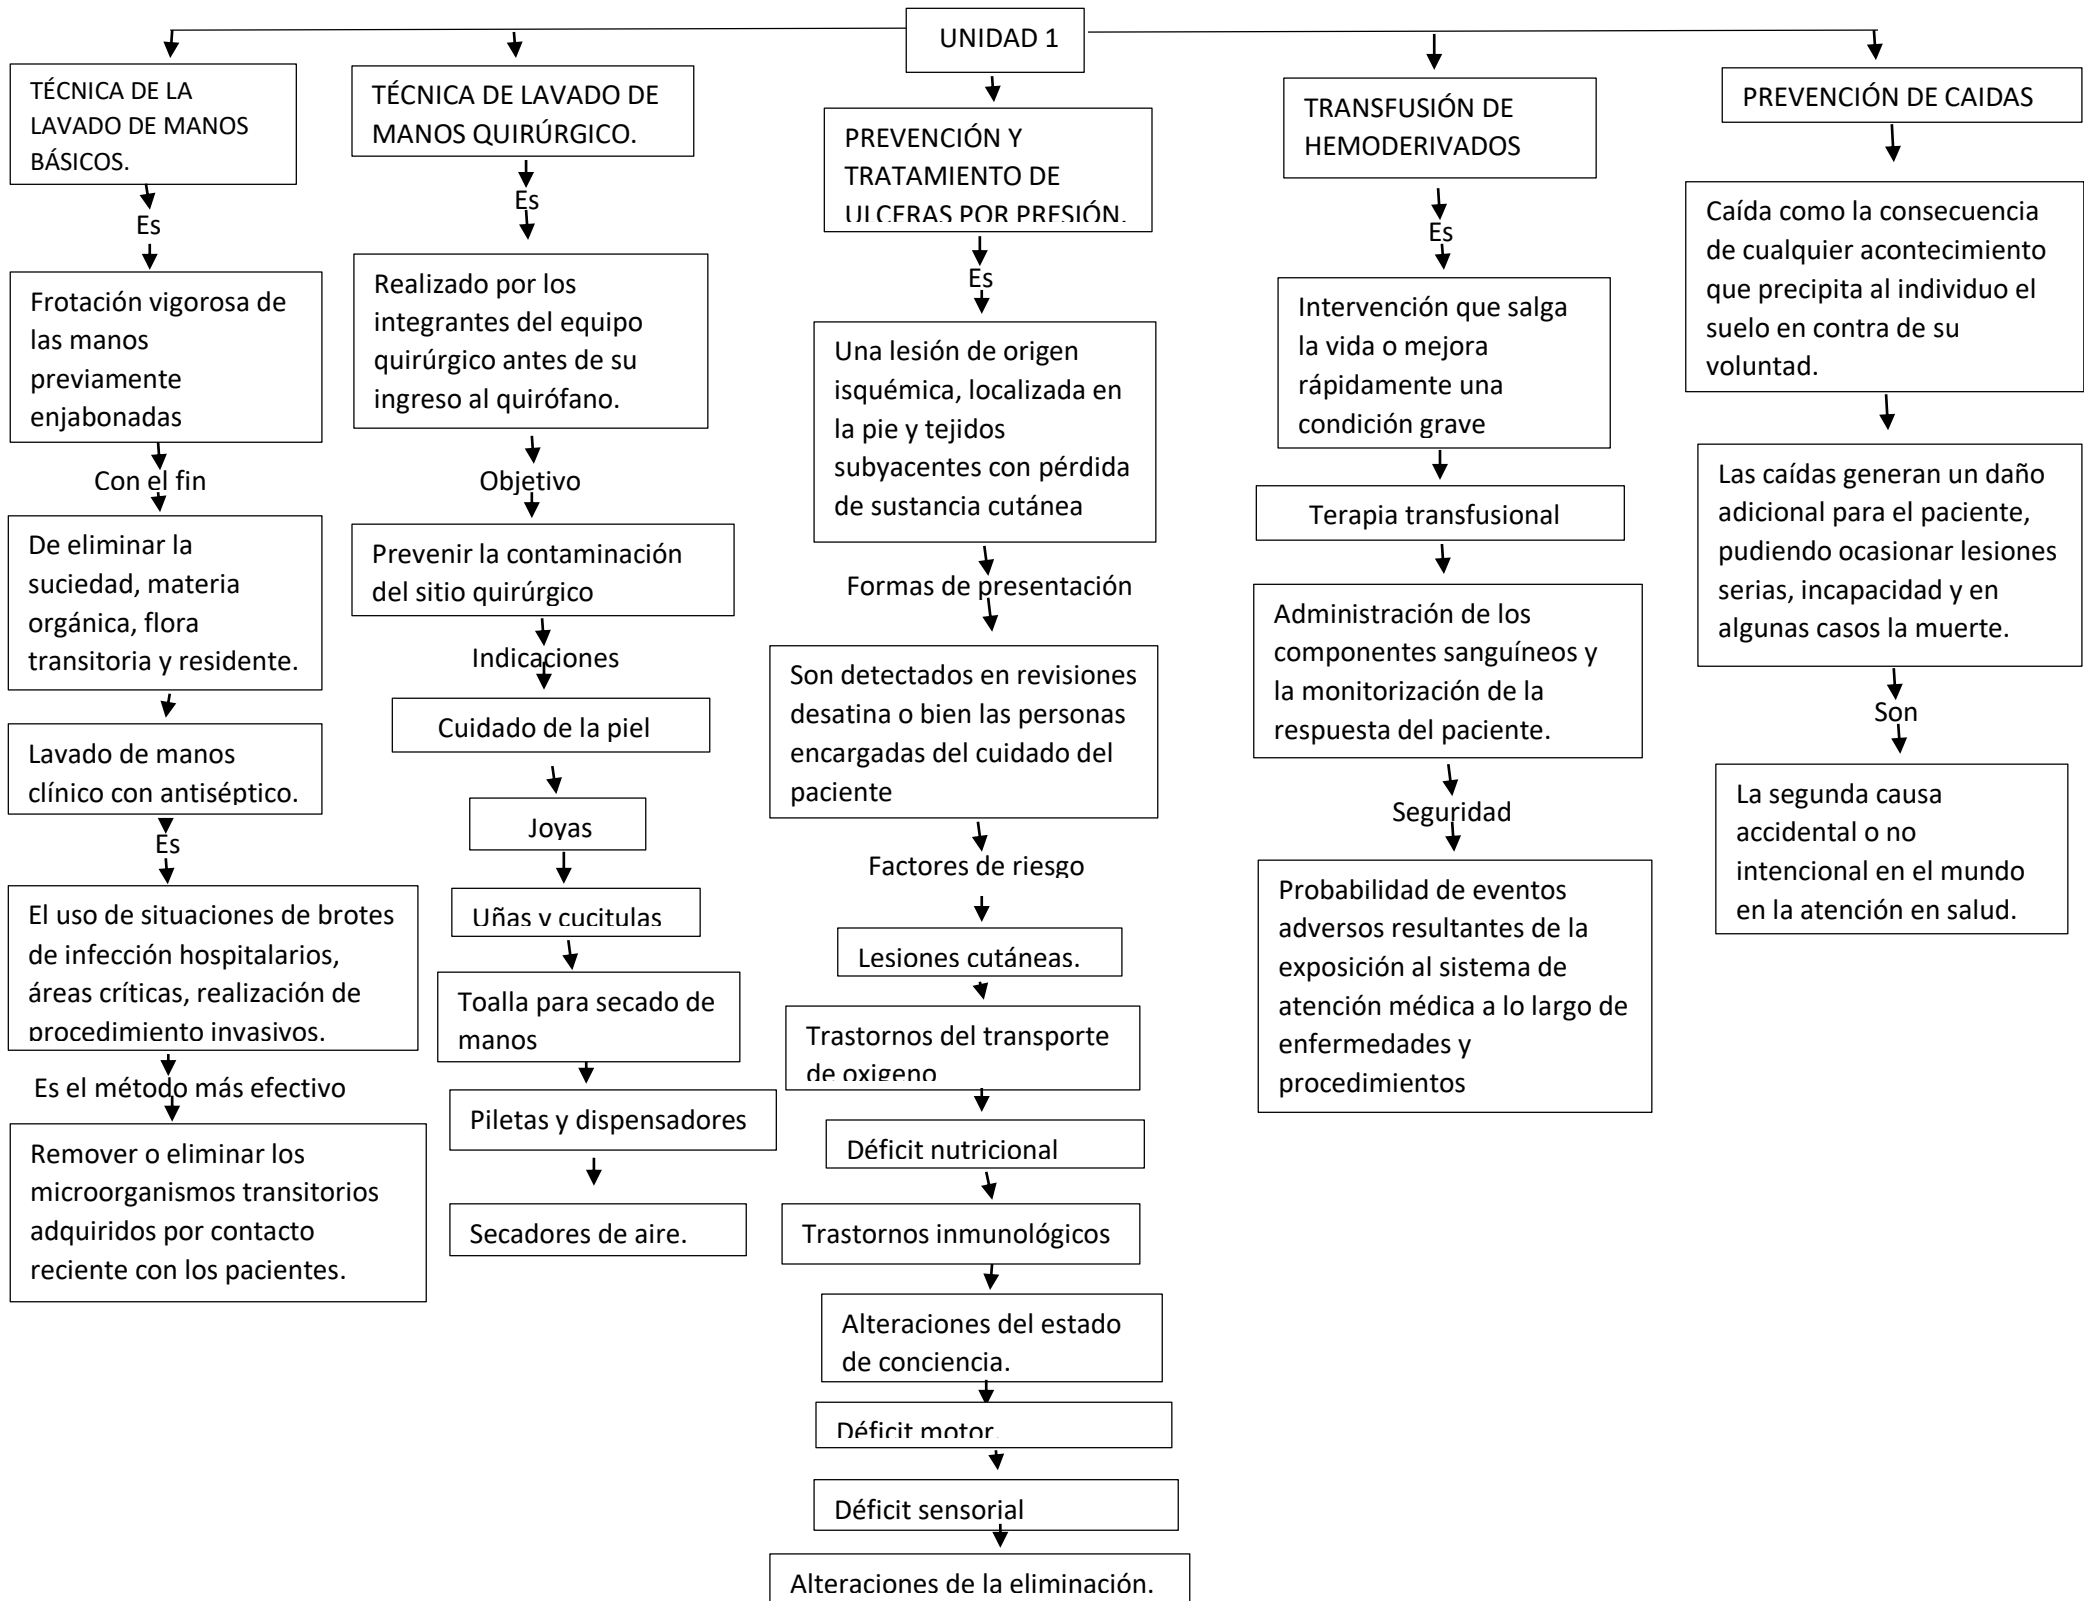 UNIDAD 1
TÉCNICA DE LA
LAVADO DE MANOS
BÁSICOS.
Es
Frotación vigorosa de
las manos
previamente
enjabonadas
Con el fin
De eliminar la
suciedad, materia
orgánica, flora
transitoria y residente.
Lavado de manos
clínico con antiséptico.
Es
El uso de situaciones de brotes
de infección hospitalarios,
áreas críticas, realización de
procedimiento invasivos.
Es el método más efectivo
Remover o eliminar los
microorganismos transitorios
adquiridos por contacto
reciente con los pacientes.
TÉCNICA DE LAVADO DE
MANOS QUIRÚRGICO.
Es
Realizado por los
integrantes del equipo
quirúrgico antes de su
ingreso al quirófano.
Objetivo
Prevenir la contaminación
del sitio quirúrgico
Indicaciones
Cuidado de la piel
Joyas
Uñas y cucitulas
Toalla para secado de
manos
Piletas y dispensadores
Secadores de aire.
PREVENCIÓN Y
TRATAMIENTO DE
ULCERAS POR PRESIÓN.
Es
Una lesión de origen
isquémica, localizada en
la pie y tejidos
subyacentes con pérdida
de sustancia cutánea
Formas de presentación
Son detectados en revisiones
desatina o bien las personas
encargadas del cuidado del
paciente
Factores de riesgo
Lesiones cutáneas.
Trastornos del transporte
de oxigeno
Déficit nutricional
Trastornos inmunológicos
Alteraciones del estado
de conciencia.
Déficit motor.
Déficit sensorial
Alteraciones de la eliminación.
TRANSFUSIÓN DE
HEMODERIVADOS
Es
Intervención que salga
la vida o mejora
rápidamente una
condición grave
Terapia transfusional
Administración de los
componentes sanguíneos y
la monitorización de la
respuesta del paciente.
Seguridad
Probabilidad de eventos
adversos resultantes de la
exposición al sistema de
atención médica a lo largo de
enfermedades y
procedimientos
PREVENCIÓN DE CAIDAS
Caída como la consecuencia
de cualquier acontecimiento
que precipita al individuo el
suelo en contra de su
voluntad.
Las caídas generan un daño
adicional para el paciente,
pudiendo ocasionar lesiones
serias, incapacidad y en
algunas casos la muerte.
Son
La segunda causa
accidental o no
intencional en el mundo
en la atención en salud.